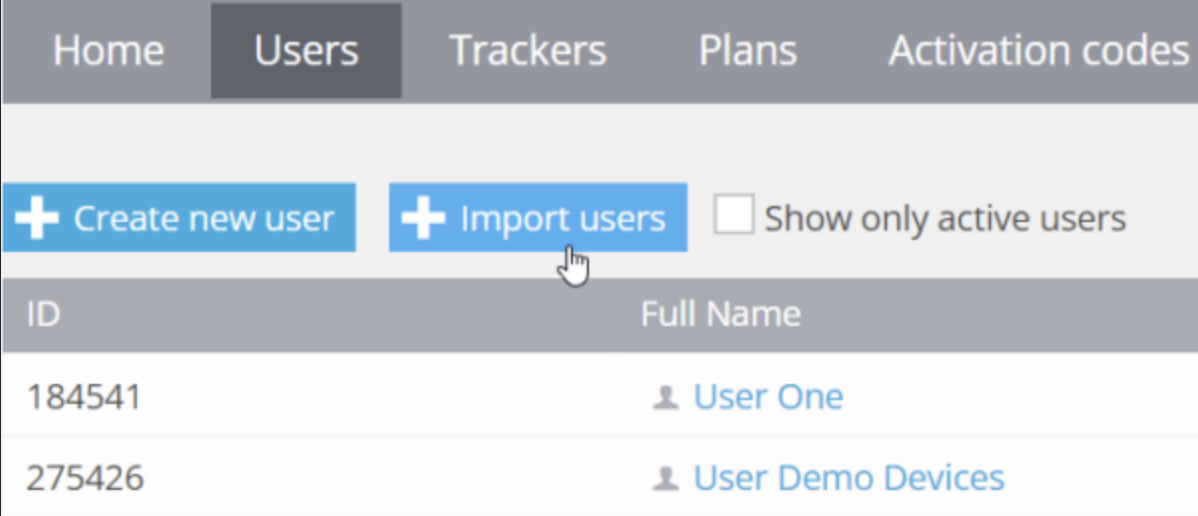 Home Users Trackers Plans Activation codes
Create new user Import users Show only active users
ID Full Name
184541 User One
275426 User Demo Devices